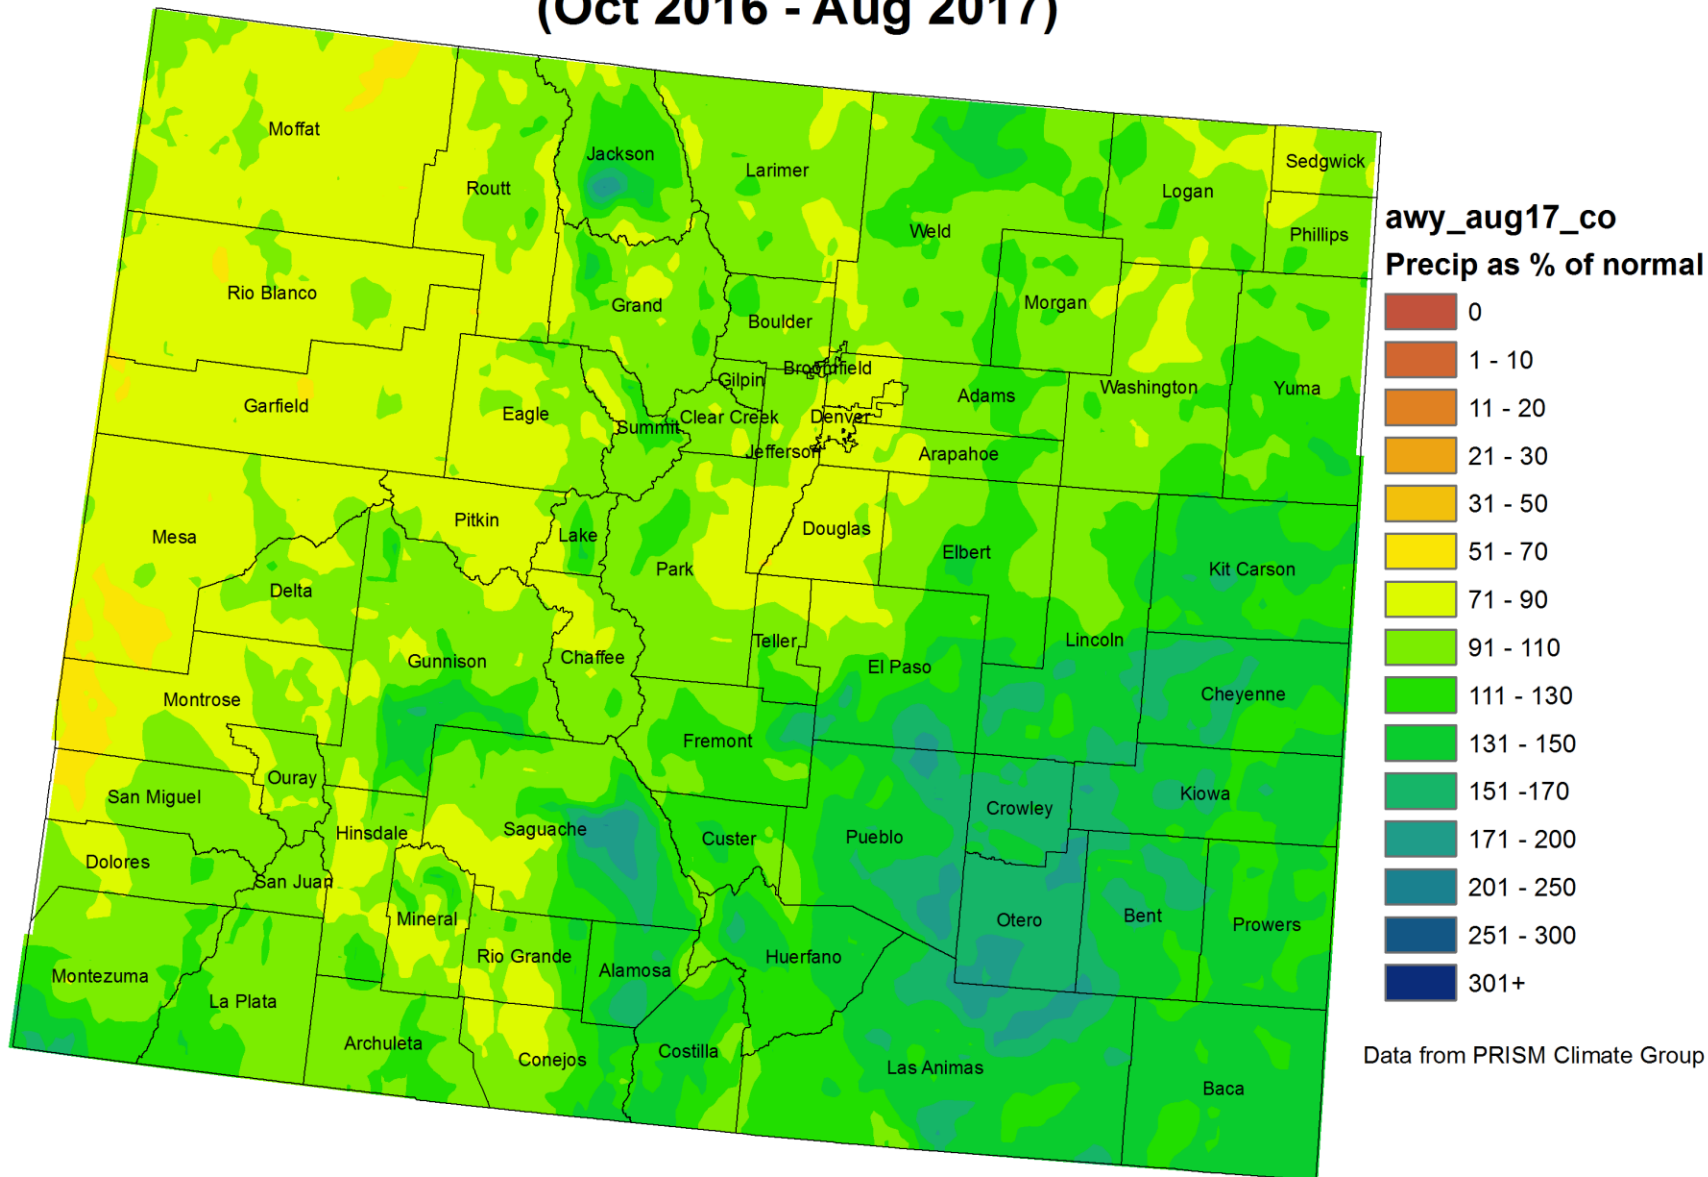 (Oct 2016 - Aug 2017)
Moffat
Routt
Jackson
Larimer
Weld
Logan
Sedgwick
Phillips
Rio Blanco
Grand
Boulder
Morgan
Washington
Yuma
Garfield
Eagle
Summit
Gilpin
Clear Creek
Broomfield
Denver
Jefferson
Adams
Arapahoe
Mesa
Pitkin
Lake
Park
Douglas
Elbert
Kit Carson
Delta
Gunnison
Chaffee
Teller
El Paso
Lincoln
Cheyenne
Montrose
Fremont
Ouray
San Miguel
Hinsdale
Saguache
Custer
Pueblo
Crowley
Kiowa
Dolores
San Juan
Mineral
Rio Grande
Alamosa
Huerfano
Otero
Bent
Prowers
Montezuma
La Plata
Archuleta
Conejos
Costilla
Las Animas
Baca
awy_aug17_co
Precip as % of normal
0
1 - 10
11 - 20
21 - 30
31 - 50
51 - 70
71 - 90
91 - 110
111 - 130
131 - 150
151 -170
171 - 200
201 - 250
251 - 300
301+
Data from PRISM Climate Group